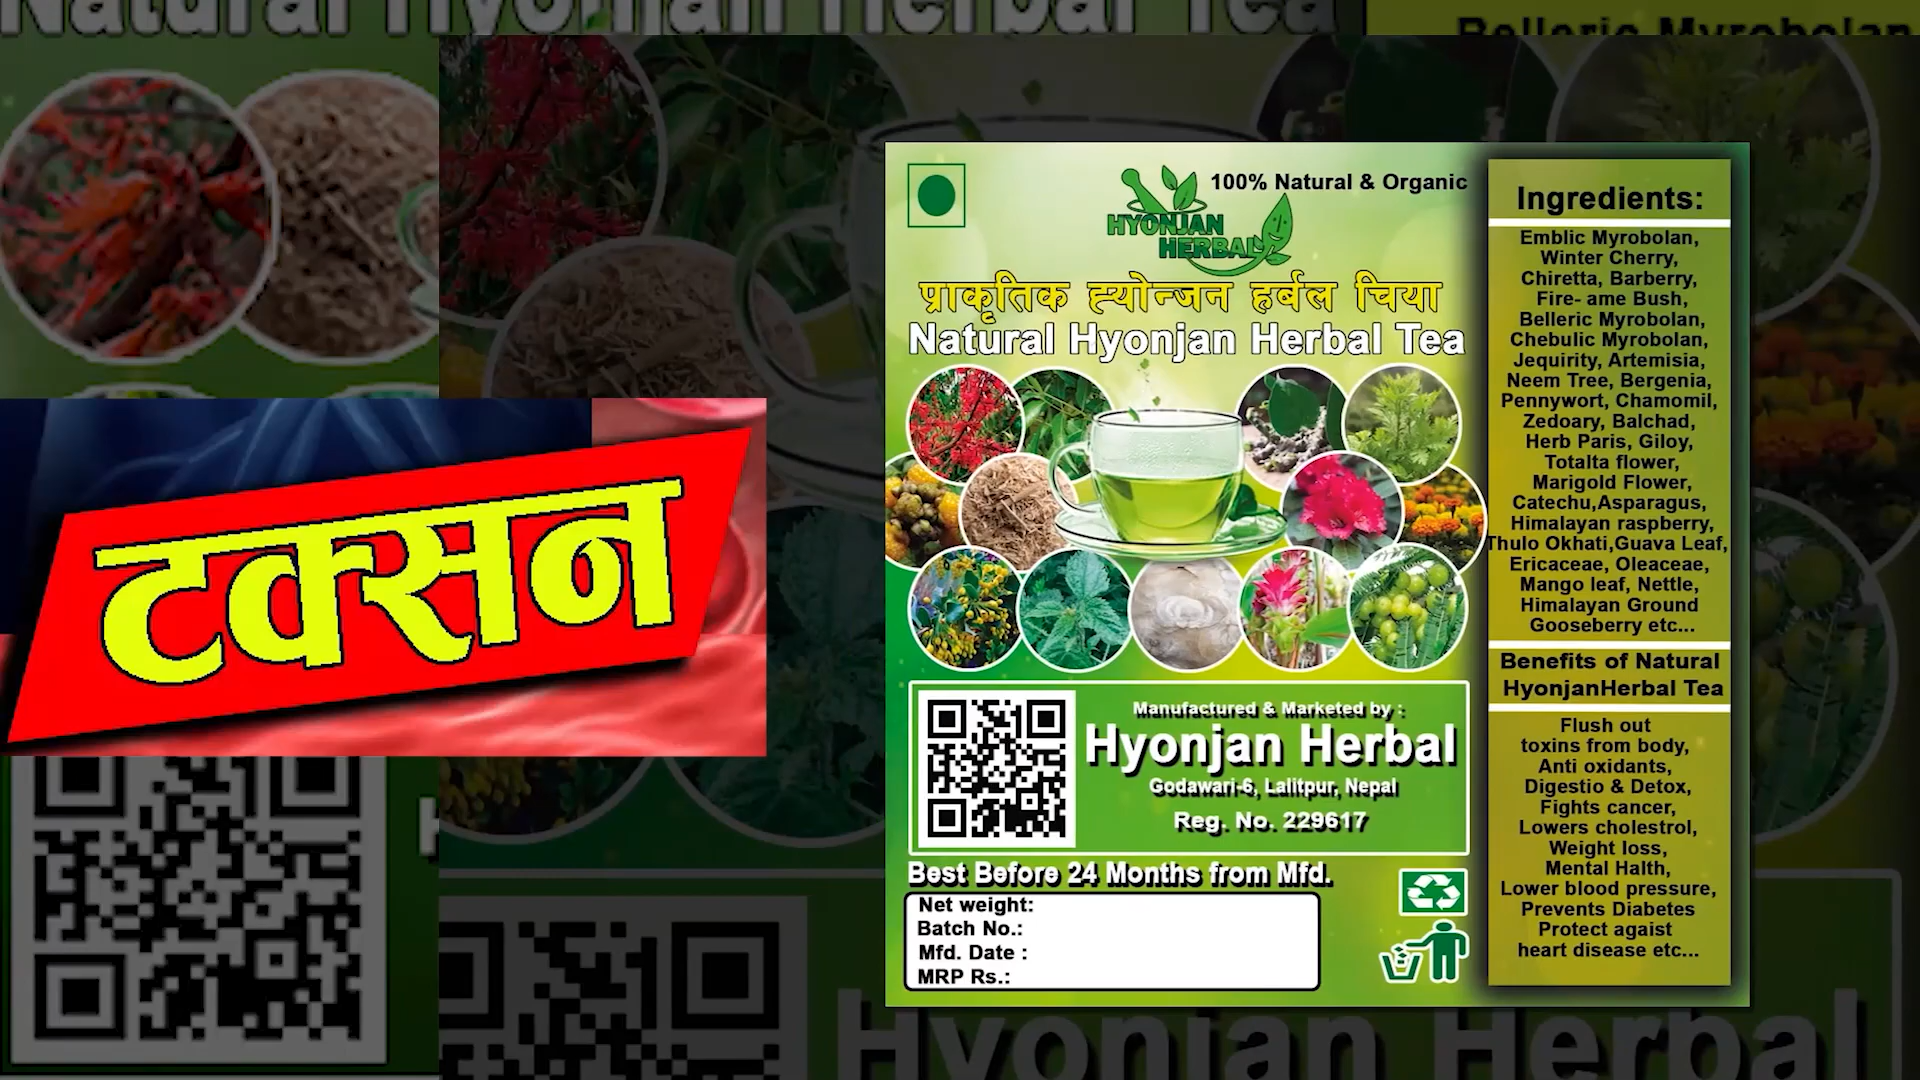 Natural Hyonjan Herbal Tea
Belleric Myrobolan
टक्सन
100% Natural & Organic
HYONJAN
HERBAL
प्राकृतिक ह्योन्जन हर्बल चिया
Natural Hyonjan Herbal Tea
Manufactured & Marketed by :
Hyonjan Herbal
Godawari-6, Lalitpur, Nepal
Reg. No. 229617
Best Before 24 Months from Mfd.
Net weight:
Batch No.:
Mfd. Date :
MRP Rs.:
Ingredients:
Emblic Myrobolan,
Winter Cherry,
Chiretta, Barberry,
Fire- ame Bush,
Belleric Myrobolan,
Chebulic Myrobolan,
Jequirity, Artemisia,
Neem Tree, Bergenia,
Pennywort, Chamomil,
Zedoary, Balchad,
Herb Paris, Giloy,
Totalta flower,
Marigold Flower,
Catechu,Asparagus,
Himalayan raspberry,
Thulo Okhati,Guava Leaf,
Ericaceae, Oleaceae,
Mango leaf, Nettle,
Himalayan Ground
Gooseberry etc...
Benefits of Natural
HyonjanHerbal Tea
Flush out
toxins from body,
Anti oxidants,
Digestio & Detox,
Fights cancer,
Lowers cholestrol,
Weight loss,
Mental Halth,
Lower blood pressure,
Prevents Diabetes
Protect agaist
heart disease etc...
Hyonjan Herbal